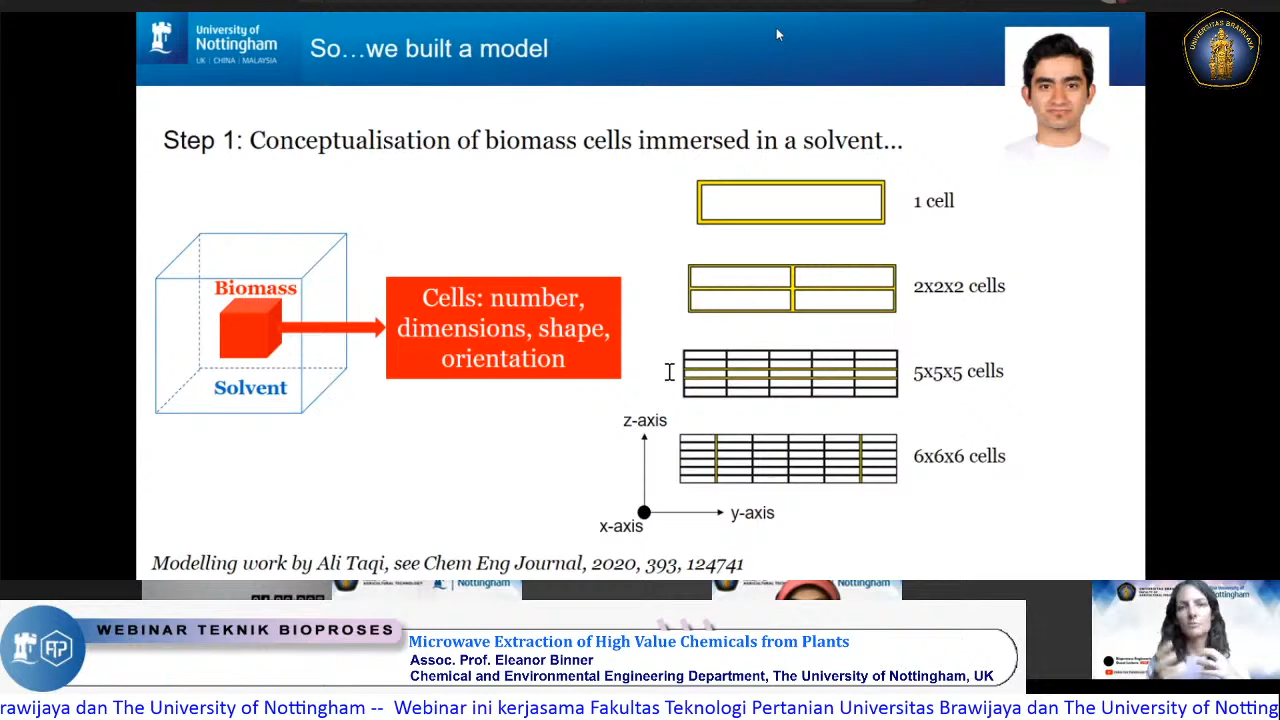 University of
Nottingham
UK | CHINA | MALAYSIA
So…we built a model
UNIVERSITAS BRAWIJAYA
Step 1: Conceptualisation of biomass cells immersed in a solvent…
1 cell
Biomass
Solvent
Cells: number,
dimensions, shape,
orientation
2x2x2 cells
5x5x5 cells
6x6x6 cells
z-axis
y-axis
x-axis
Modelling work by Ali Taqi, see Chem Eng Journal, 2020, 393, 124741
Nottingham
WEBINAR TEKNIK BIOPROSES
Microwave Extraction of High Value Chemicals from Plants
Assoc. Prof. Eleanor Binner
Chemical and Environmental Engineering Department, The University of Nottingham, UK
rawijaya dan The University of Nottingham -- Webinar ini kerjasama Fakultas Teknologi Pertanian Universitas Brawijaya dan The University of Notting